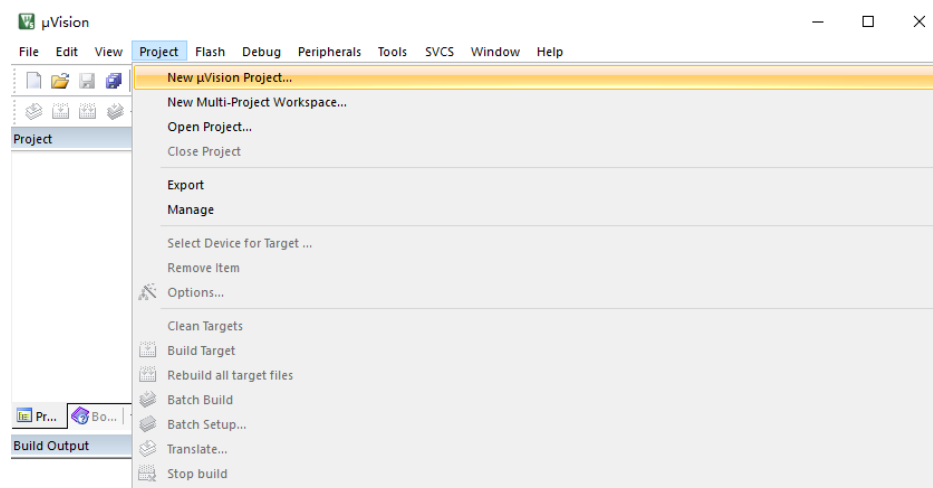 µVision
File Edit View Project Flash Debug Peripherals Tools SVCS Window Help
New µVision Project...
New Multi-Project Workspace...
Project
Open Project...
Close Project
Export
Manage
Select Device for Target ...
Remove Item
Options...
Clean Targets
Build Target
Rebuild all target files
Batch Build
Pr... Bo...
Batch Setup...
Build Output
Translate...
Stop build